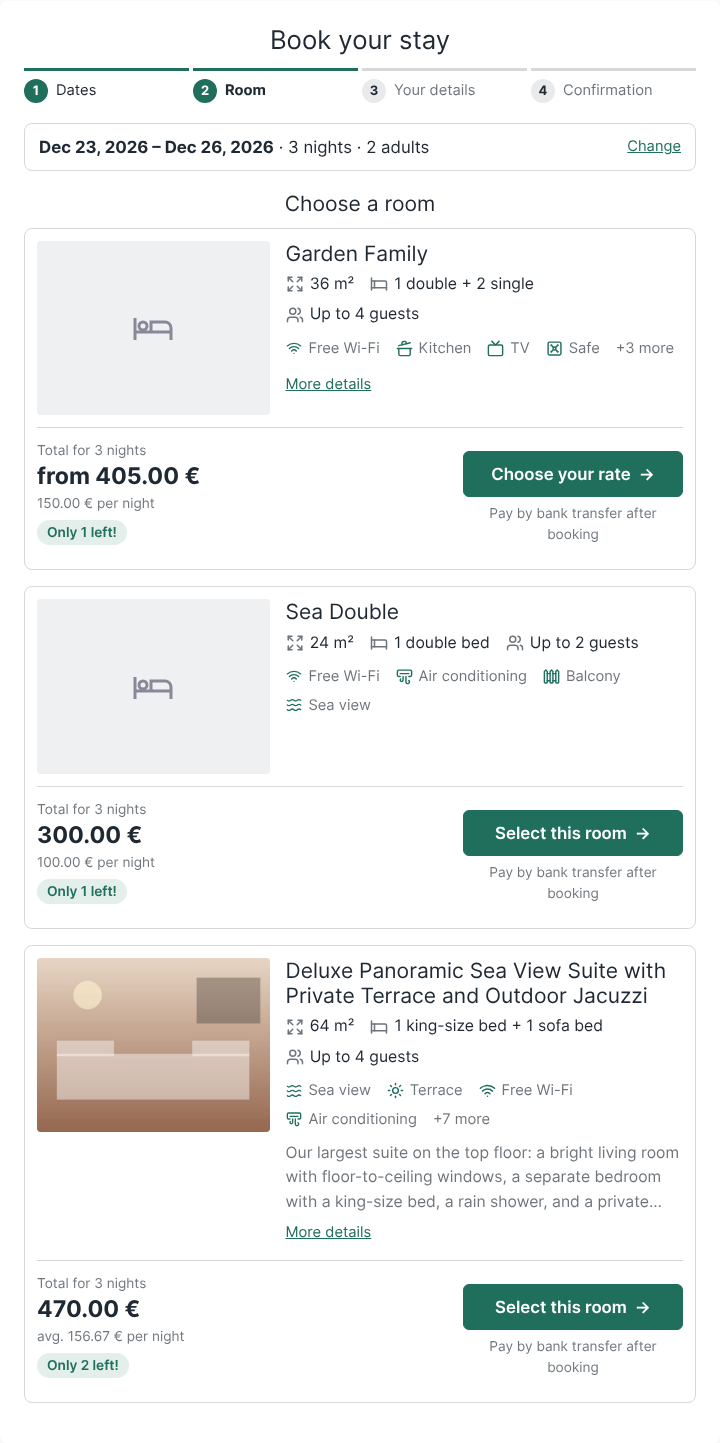 Book your stay
1 Dates
2 Room
3 Your details
4 Confirmation
Dec 23, 2026 – Dec 26, 2026 · 3 nights · 2 adults
Change
Choose a room
Garden Family
36 m² 1 double + 2 single
Up to 4 guests
Free Wi-Fi Kitchen TV Safe +3 more
More details
Total for 3 nights
from 405.00 €
150.00 € per night
Only 1 left!
Choose your rate →
Pay by bank transfer after
booking
Sea Double
24 m² 1 double bed Up to 2 guests
Free Wi-Fi Air conditioning Balcony
Sea view
Total for 3 nights
300.00 €
100.00 € per night
Only 1 left!
Select this room →
Pay by bank transfer after
booking
Deluxe Panoramic Sea View Suite with
Private Terrace and Outdoor Jacuzzi
64 m² 1 king-size bed + 1 sofa bed
Up to 4 guests
Sea view Terrace Free Wi-Fi
Air conditioning +7 more
Our largest suite on the top floor: a bright living room
with floor-to-ceiling windows, a separate bedroom
with a king-size bed, a rain shower, and a private…
More details
Total for 3 nights
470.00 €
avg. 156.67 € per night
Only 2 left!
Select this room →
Pay by bank transfer after
booking